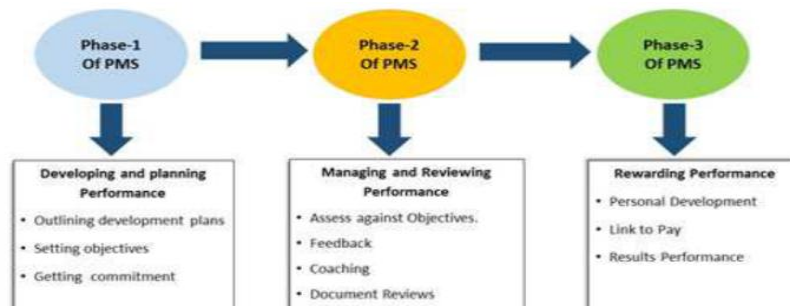 Phase-1
Of PMS
Phase-2
Of PMS
Phase-3
Of PMS
Developing and planning
Performance
• Outlining development plans
• Setting objectives
• Getting commitment
Managing and Reviewing
Performance
• Assess against Objectives.
• Feedback
• Coaching
• Document Reviews
Rewarding Performance
• Personal Development
• Link to Pay
• Results Performance